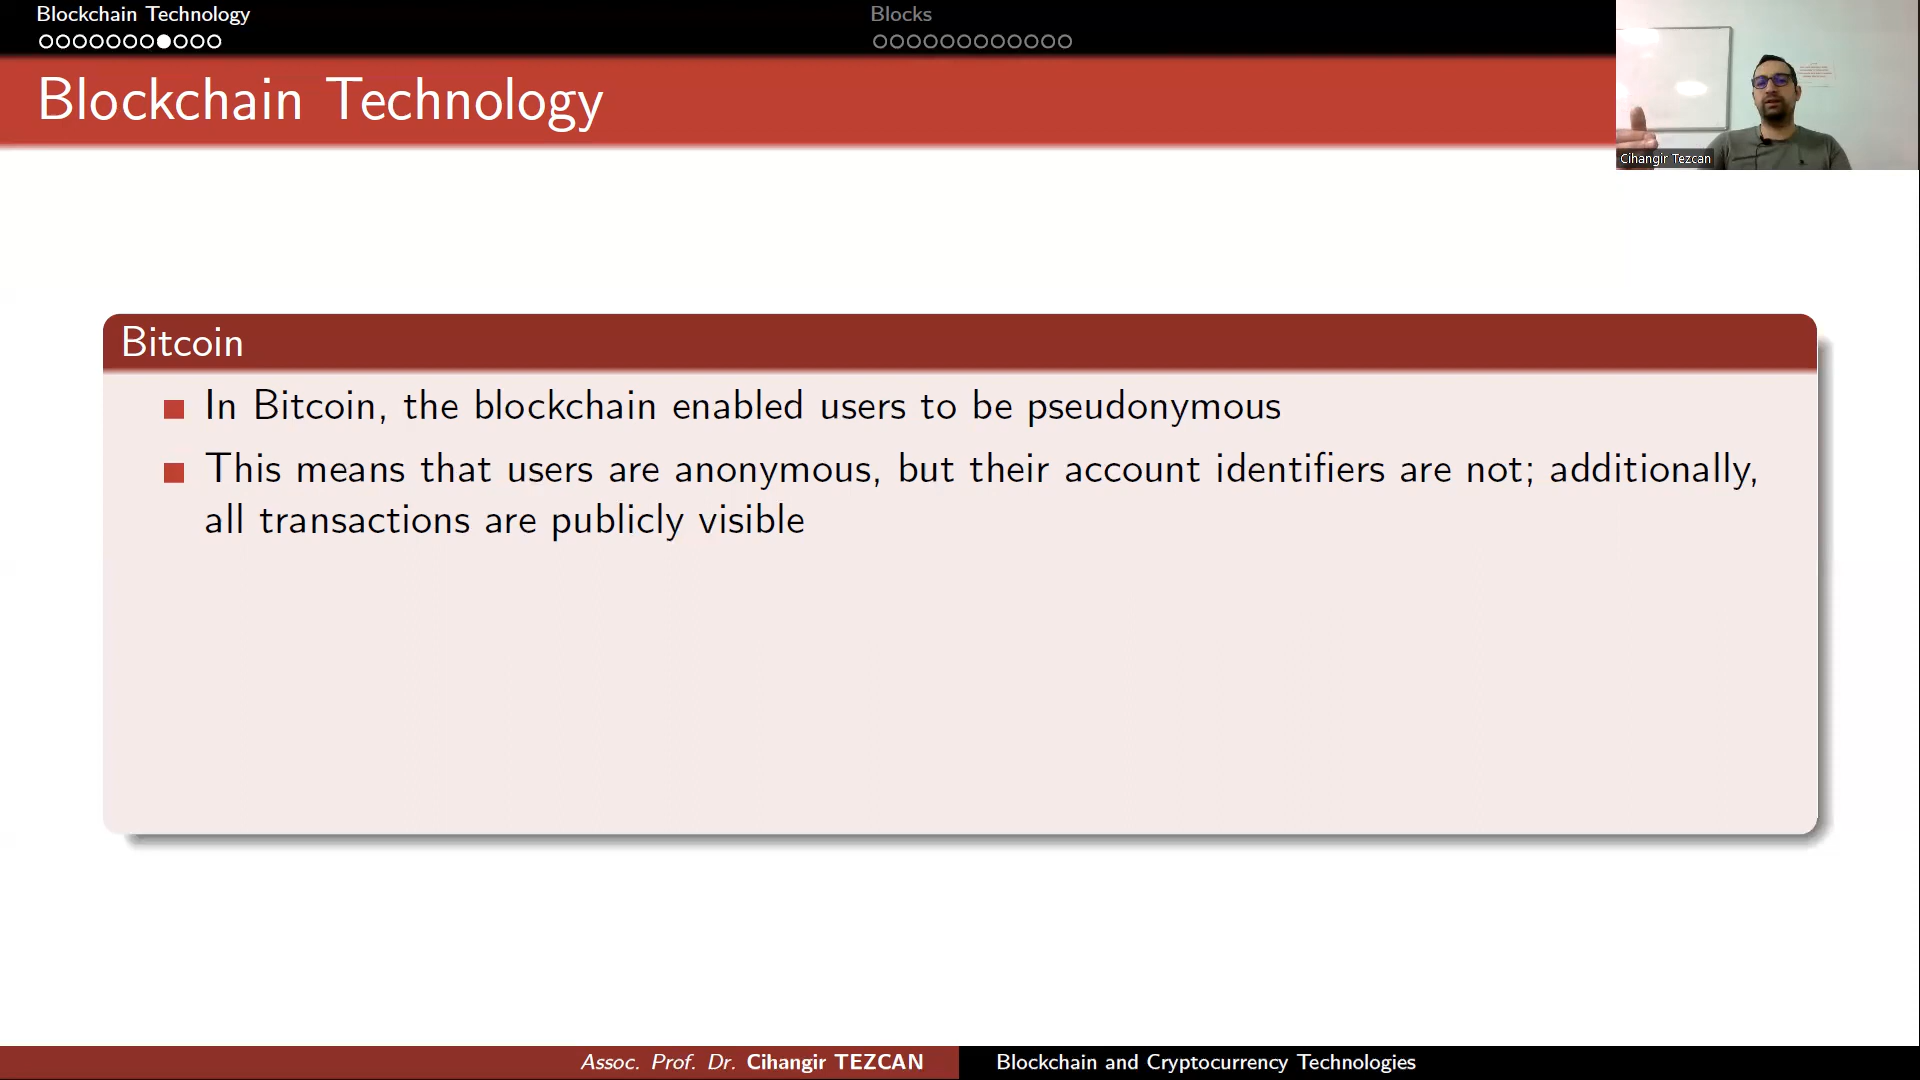 Blockchain Technology
Blocks
Blockchain Technology
Cihangir Tezcan
Bitcoin
In Bitcoin, the blockchain enabled users to be pseudonymous
This means that users are anonymous, but their account identifiers are not; additionally,
all transactions are publicly visible
Assoc. Prof. Dr. Cihangir TEZCAN
Blockchain and Cryptocurrency Technologies